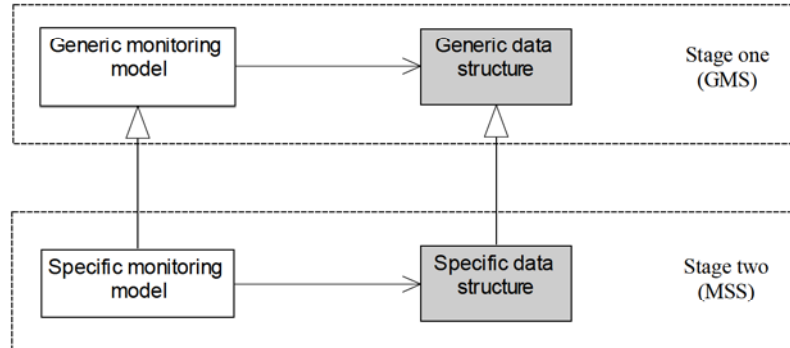 Generic monitoring
model
Generic data
structure
Stage one
(GMS)
Specific monitoring
model
Specific data
structure
Stage two
(MSS)